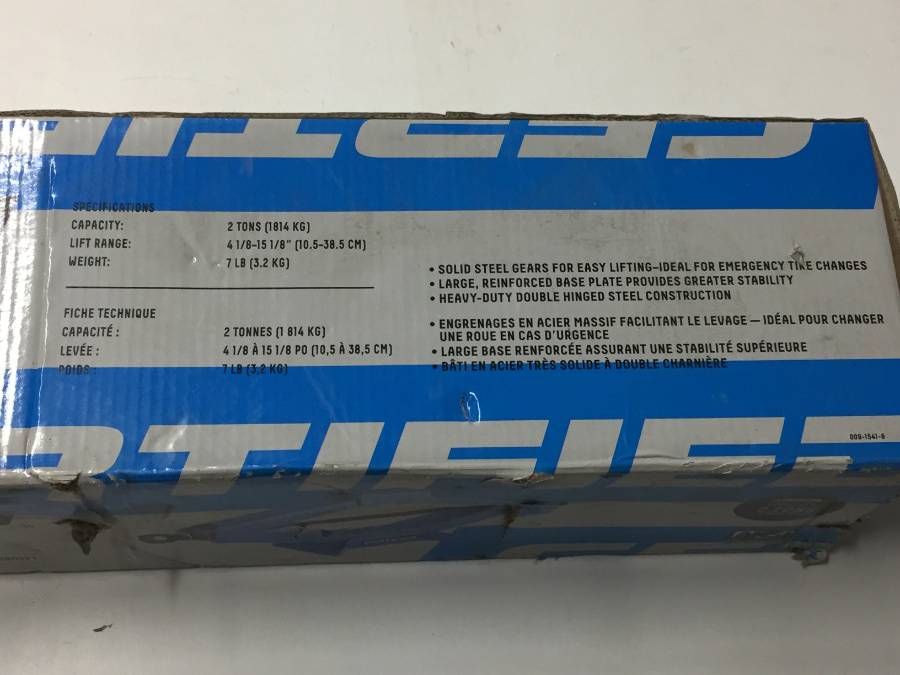 SPECIFICATIONS
CAPACITY: 2 TONS (1814 KG)
LIFT RANGE: 4 1/8-15 1/8" (10.5-38.5 CM)
WEIGHT: 7 LB (3.2 KG)
FICHE TECHNIQUE
CAPACITÉ : 2 TONNES (1 814 KG)
LEVÉE : 4 1/8 À 15 1/8 PO (10,5 À 38,5 CM)
POIDS : 7 LB (3,2 KG)
• SOLID STEEL GEARS FOR EASY LIFTING–IDEAL FOR EMERGENCY TIRE CHANGES
• LARGE, REINFORCED BASE PLATE PROVIDES GREATER STABILITY
• HEAVY-DUTY DOUBLE HINGED STEEL CONSTRUCTION
• ENGRENAGES EN ACIER MASSIF FACILITANT LE LEVAGE — IDÉAL POUR CHANGER
UNE ROUE EN CAS D'URGENCE
• LARGE BASE RENFORCÉE ASSURANT UNE STABILITÉ SUPÉRIEURE
• BÂTI EN ACIER TRÈS SOLIDE À DOUBLE CHARNIÈRE
009-1541-8